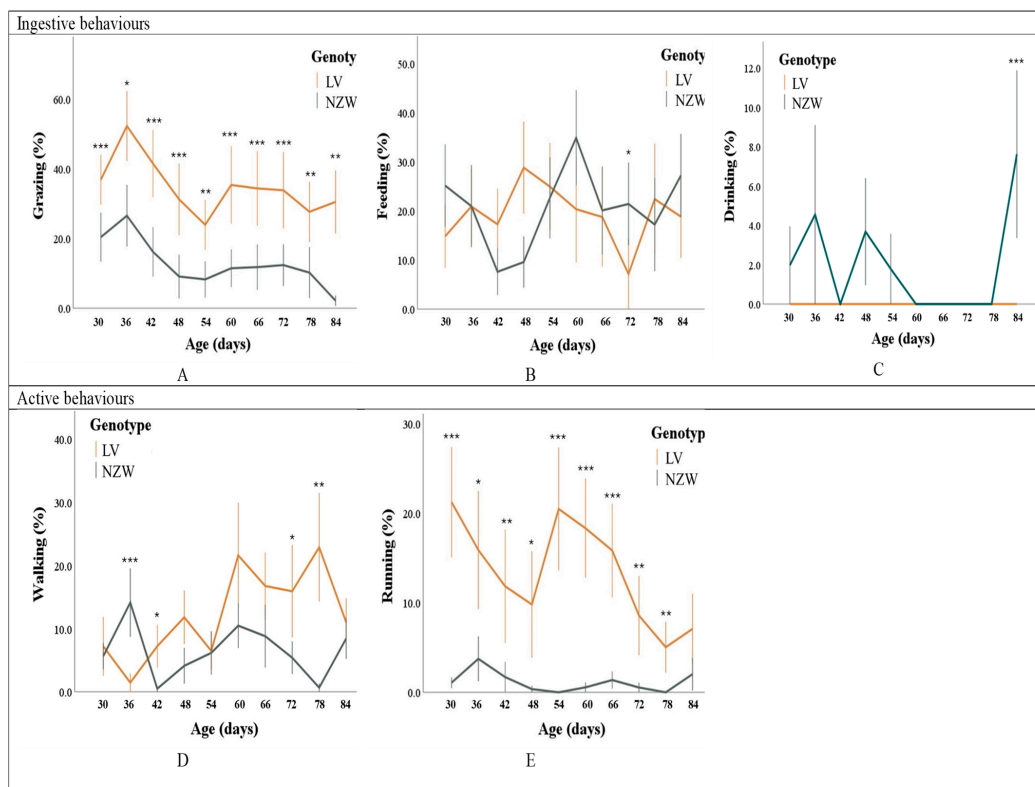 Ingestive behaviours
Genoty
LV
NZW
*
***
***
***
**
***
***
***
**
**
60.0
40.0
20.0
0.0
Grazing (%)
30 36 42 48 54 60 66 72 78 84
Age (days)
A
Genoty
LV
NZW
*
50.0
40.0
30.0
20.0
10.0
0.0
Feeding (%)
30 36 42 48 54 60 66 72 78 84
Age (days)
B
Genotype
LV
NZW
***
12.0
10.0
8.0
6.0
4.0
2.0
0.0
Drinking (%)
30 36 42 48 54 60 66 72 78 84
Age (days)
C
Active behaviours
Genotype
LV
NZW
***
*
*
**
40.0
30.0
20.0
10.0
0.0
Walking (%)
30 36 42 48 54 60 66 72 78 84
Age (days)
D
Genotyp
LV
NZW
***
*
**
*
***
***
***
**
**
30.0
20.0
10.0
0.0
Running (%)
30 36 42 48 54 60 66 72 78 84
Age (days)
E